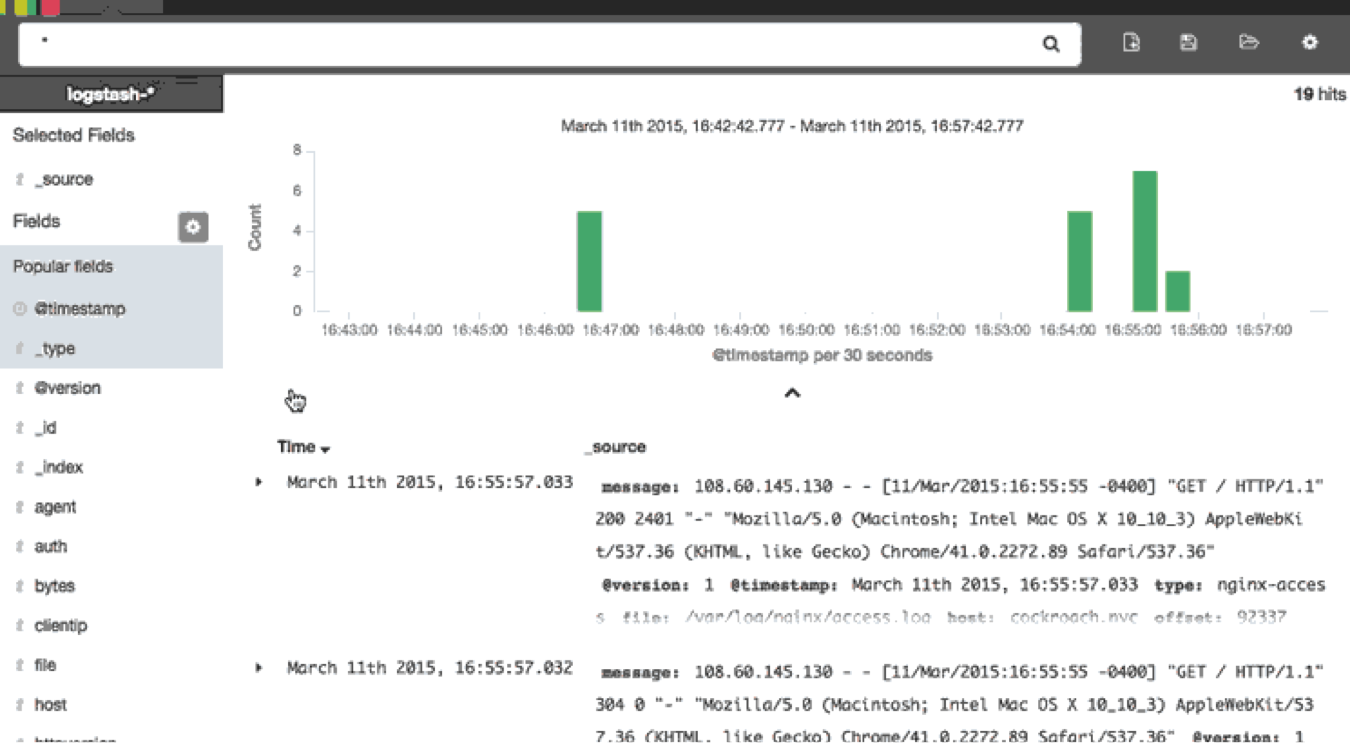 *
logstash-*
19 hits
Selected Fields
_source
Fields
Popular fields
@timestamp
_type
@version
_id
_index
agent
auth
bytes
clientip
file
host
httpversion
March 11th 2015, 16:42:42.777 - March 11th 2015, 16:57:42.777
Count
8
6
4
2
0
16:43:00 16:44:00 16:45:00 16:46:00 16:47:00 16:48:00 16:49:00 16:50:00 16:51:00 16:52:00 16:53:00 16:54:00 16:55:00 16:56:00 16:57:00
@timestamp per 30 seconds
Time _source
March 11th 2015, 16:55:57.033 message: 108.60.145.130 - - [11/Mar/2015:16:55:55 -0400] "GET / HTTP/1.1"
200 2401 "-" "Mozilla/5.0 (Macintosh; Intel Mac OS X 10_10_3) AppleWebKi
t/537.36 (KHTML, like Gecko) Chrome/41.0.2272.89 Safari/537.36"
@version: 1 @timestamp: March 11th 2015, 16:55:57.033 type: nginx-acces
s file: /var/log/nginx/access.log host: cockroach.nyc offset: 92337
March 11th 2015, 16:55:57.032 message: 108.60.145.130 - - [11/Mar/2015:16:55:55 -0400] "GET / HTTP/1.1"
304 0 "-" "Mozilla/5.0 (Macintosh; Intel Mac OS X 10_10_3) AppleWebKit/53
7.36 (KHTML, like Gecko) Chrome/41.0.2272.89 Safari/537.36" @version: 1